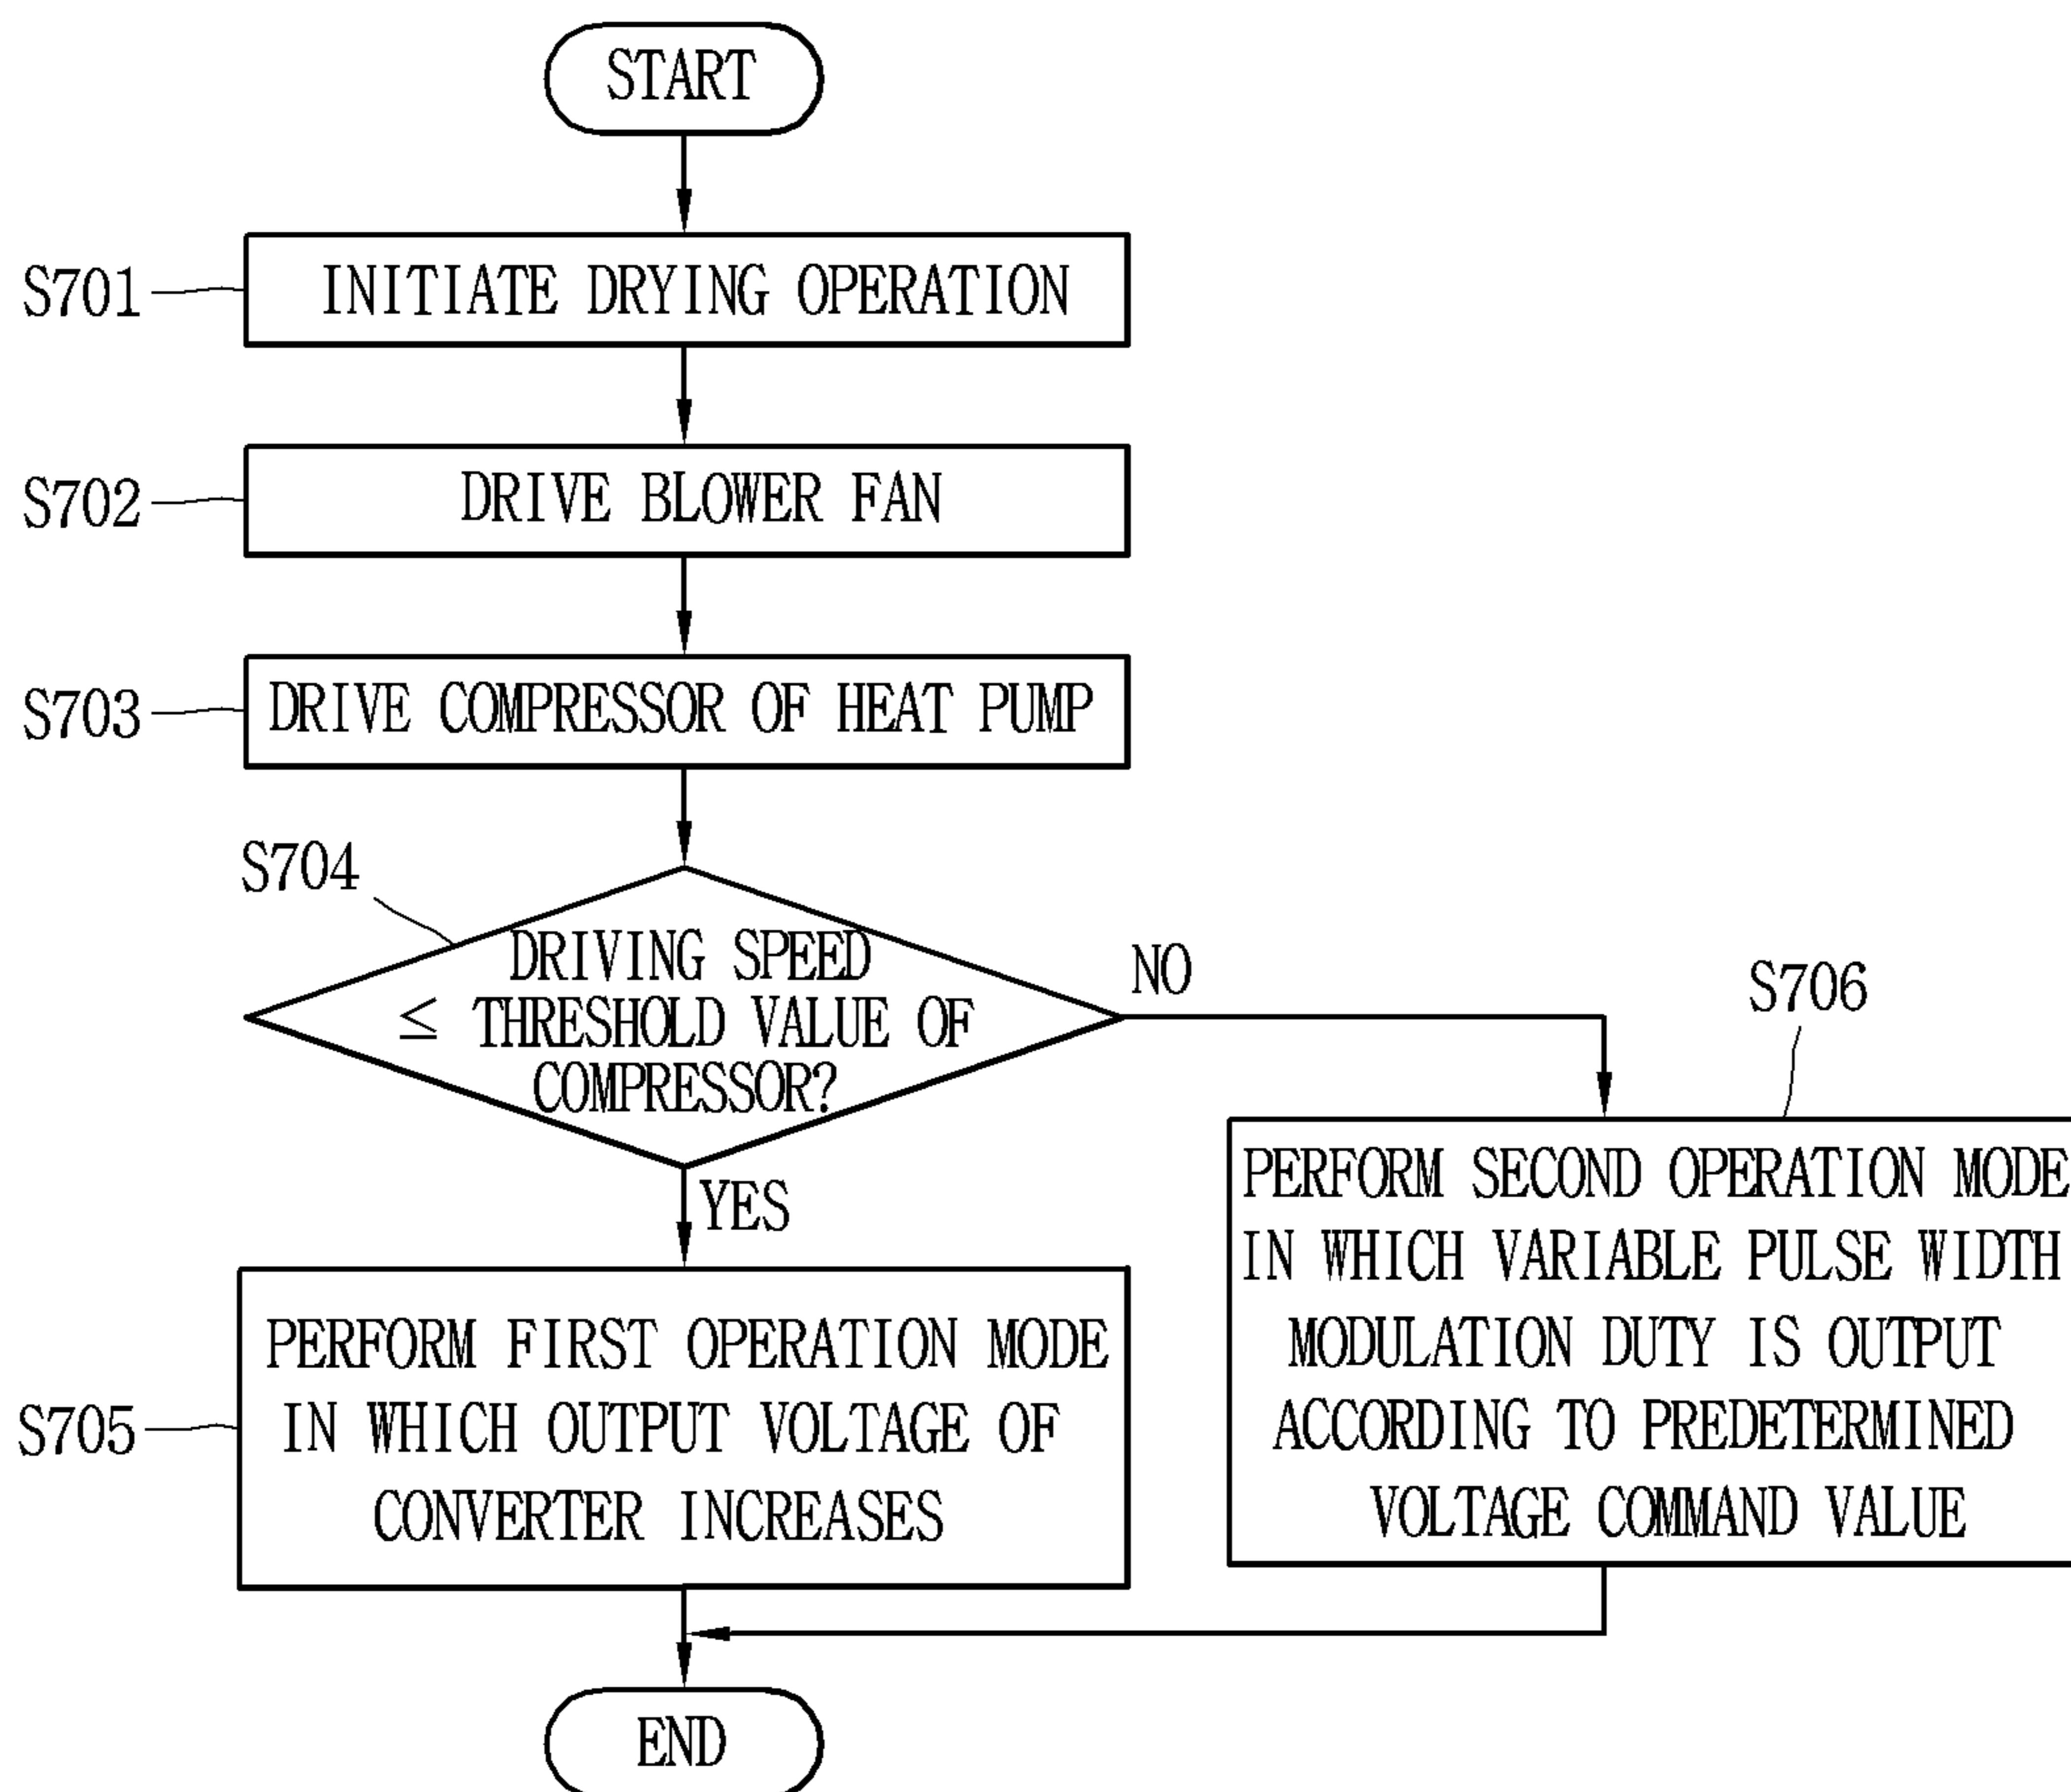 START
S701
INITIATE DRYING OPERATION
S702
DRIVE BLOWER FAN
S703
DRIVE COMPRESSOR OF HEAT PUMP
S704
DRIVING SPEED
≤ THRESHOLD VALUE OF
COMPRESSOR?
NO
YES
S706
PERFORM SECOND OPERATION MODE
IN WHICH VARIABLE PULSE WIDTH
MODULATION DUTY IS OUTPUT
ACCORDING TO PREDETERMINED
VOLTAGE COMMAND VALUE
S705
PERFORM FIRST OPERATION MODE
IN WHICH OUTPUT VOLTAGE OF
CONVERTER INCREASES
END